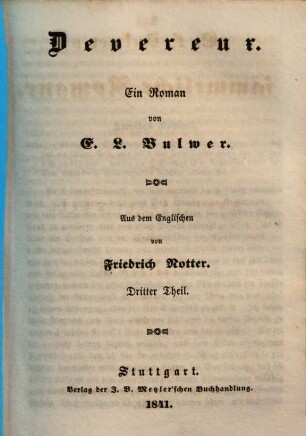 Devereux.
Ein Roman
von
E. L. Bulwer.
Aus dem Englischen
von
Friedrich Notter.
Dritter Theil.
Stuttgart.
Verlag der J. B. Metzler'schen Buchhandlung.
1841.